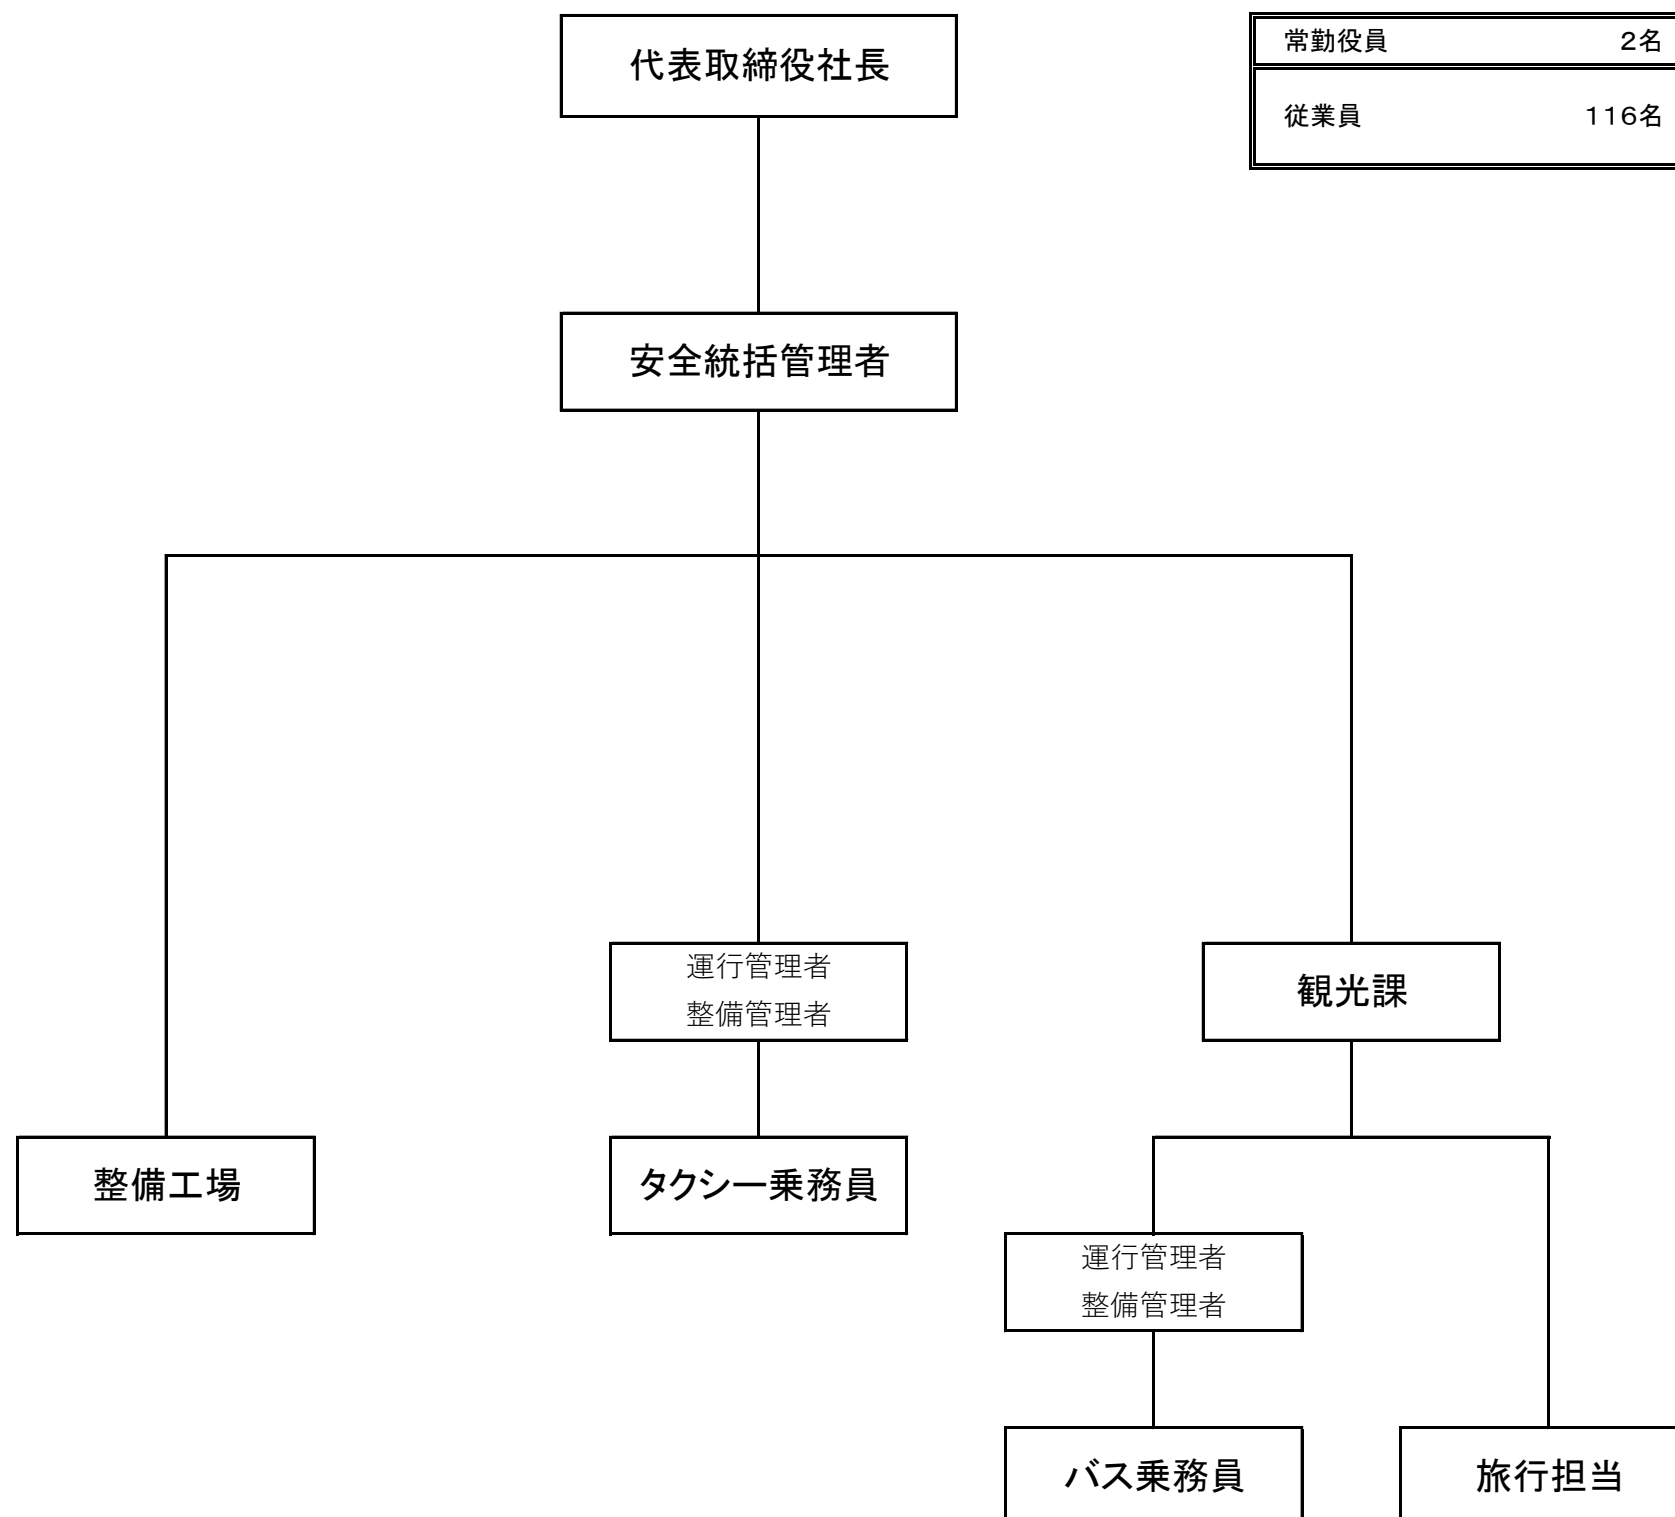 代表取締役社長
常勤役員 2名
従業員 116名
安全統括管理者
運行管理者
整備管理者
観光課
整備工場
タクシー乗務員
運行管理者
整備管理者
バス乗務員
旅行担当